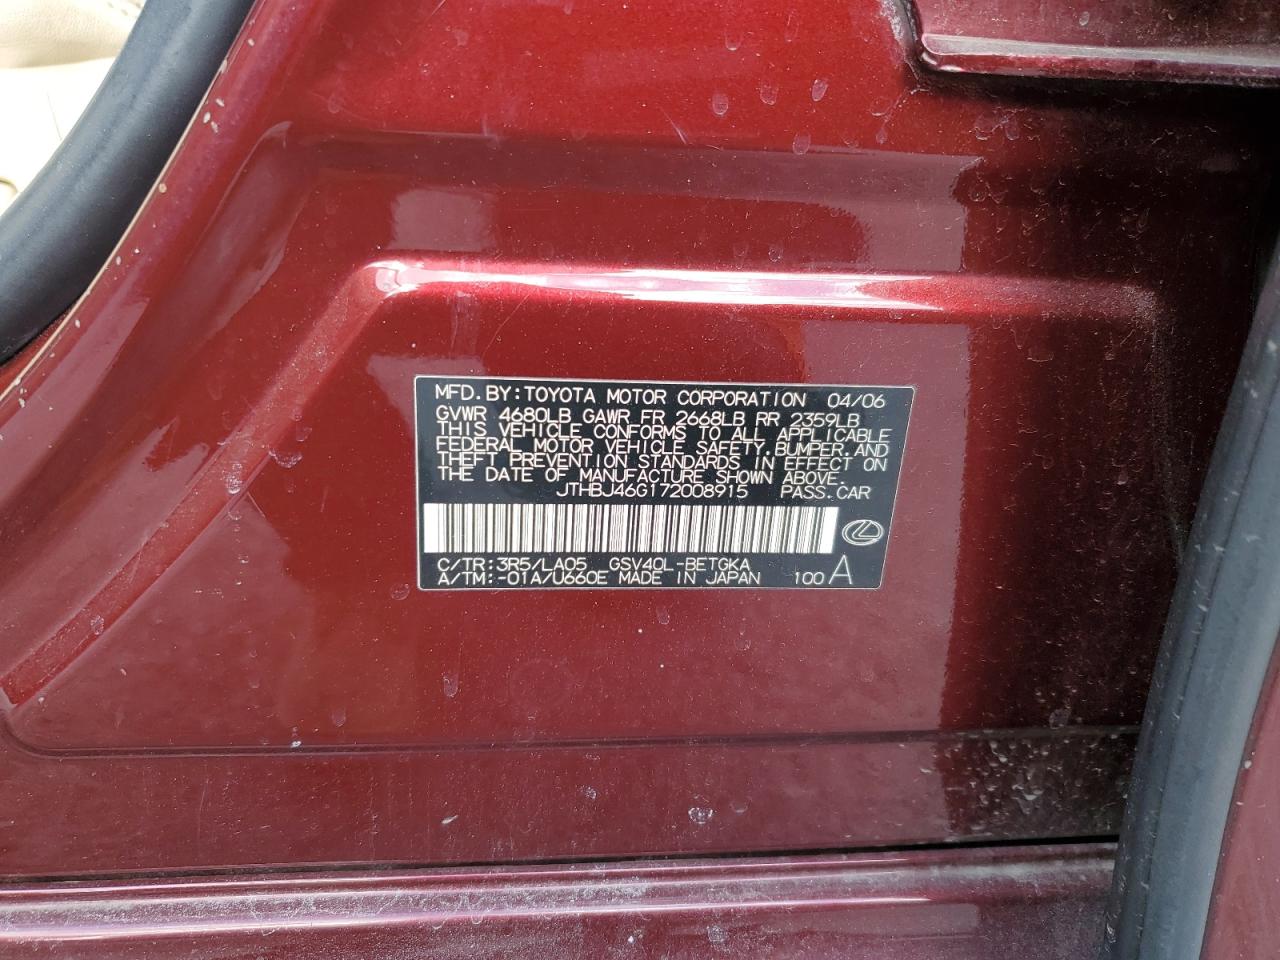 MFD.BY:TOYOTA MOTOR CORPORATION 04/06
GVWR 4680LB GAWR FR 2668LB RR 2359LB
THIS VEHICLE CONFORMS TO ALL APPLICABLE
FEDERAL MOTOR VEHICLE SAFETY,BUMPER,AND
THEFT PREVENTION STANDARDS IN EFFECT ON
THE DATE OF MANUFACTURE SHOWN ABOVE.
JTHBJ46G172008915 PASS.CAR
C/TR:3R5/LA05 GSV40L-BETGKA
A/TM:-01A/U660E MADE IN JAPAN 100 A